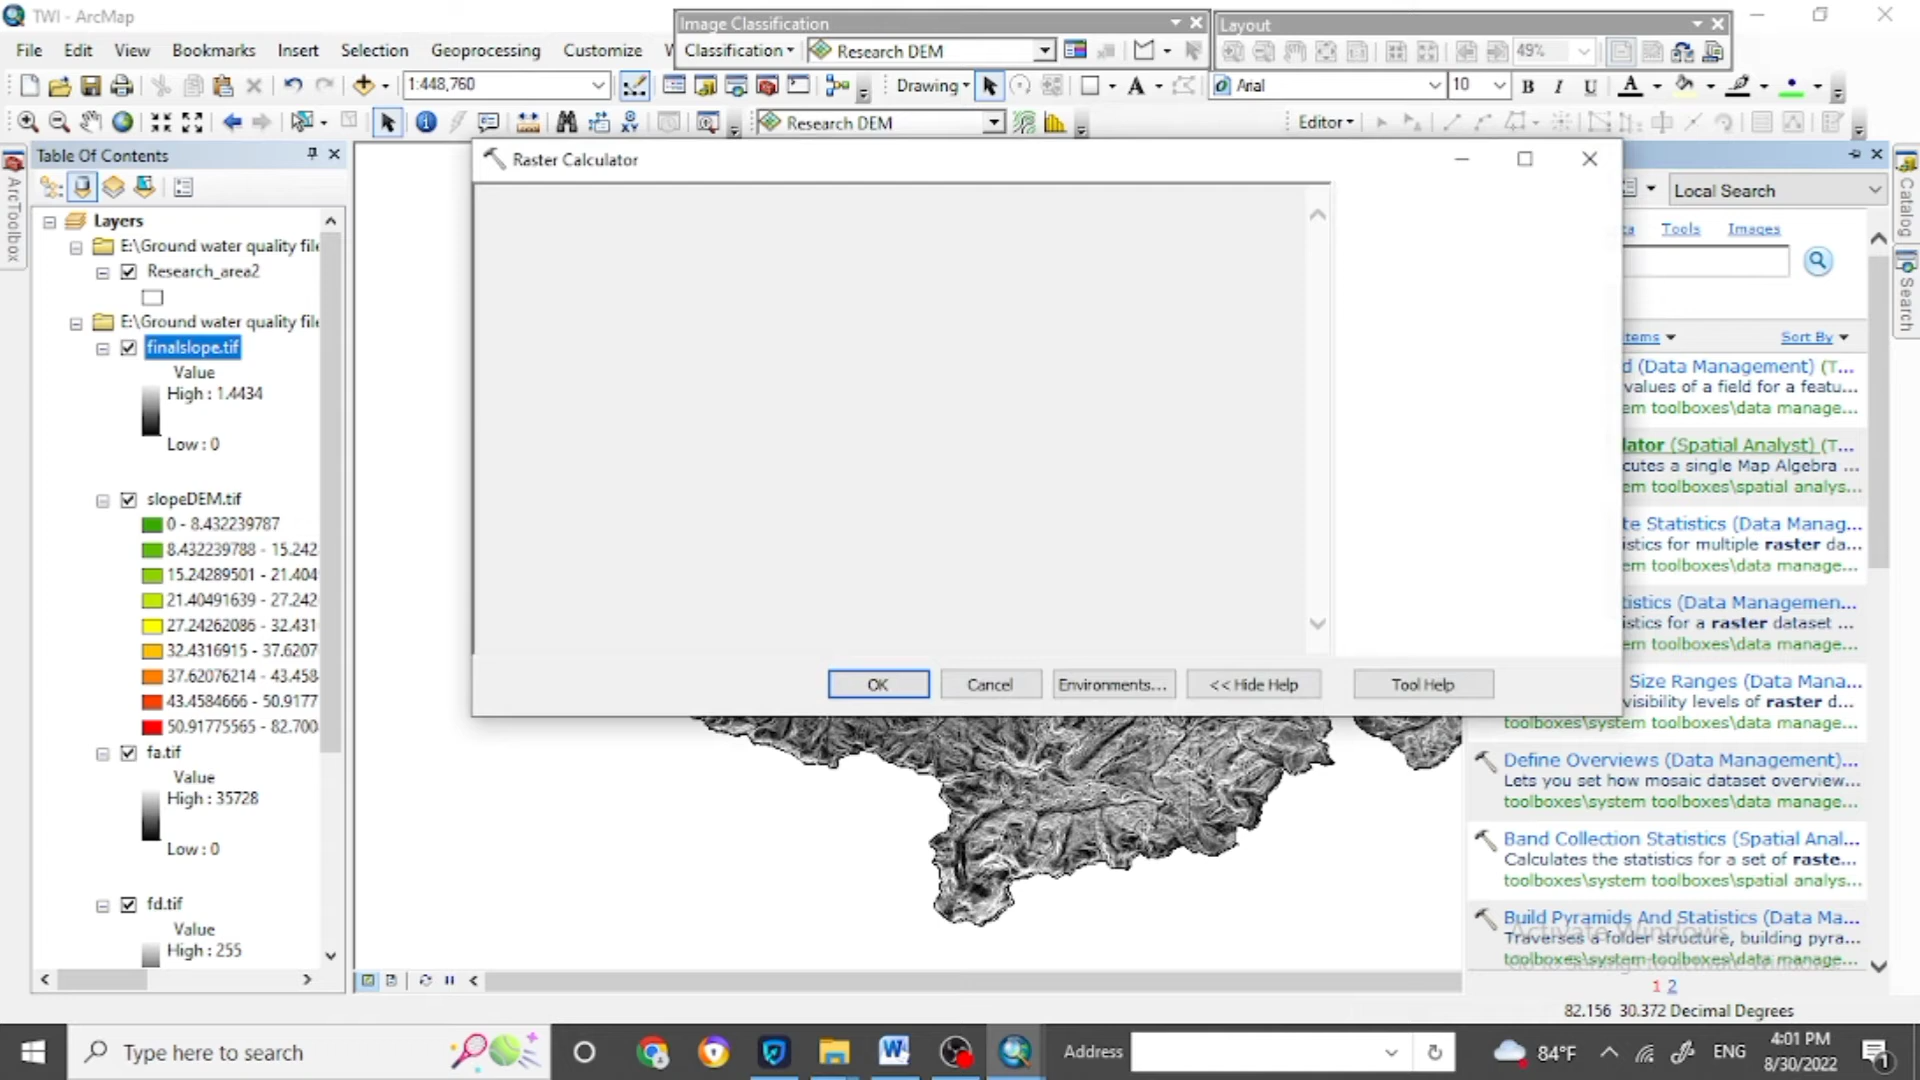 TWI - ArcMap
Image Classification
Layout
File Edit View Bookmarks Insert Selection Geoprocessing Customize
Classification
Research DEM
49%
1:448,760
Drawing
Arial
10
B I U A
Research DEM
Editor
Table Of Contents
Raster Calculator
ArcToolbox
Layers
E:\Ground water quality file
Research_area2
E:\Ground water quality file
finalslope.tif
Value
High : 1.4434
Low : 0
slopeDEM.tif
0 - 8.432239787
8.432239788 - 15.242
15.24289501 - 21.404
21.40491639 - 27.242
27.24262086 - 32.431
32.4316915 - 37.6207
37.62076214 - 43.458
43.4584666 - 50.9177
50.91775565 - 82.700
fa.tif
Value
High : 35728
Low : 0
fd.tif
Value
High : 255
OK
Cancel
Environments...
<< Hide Help
Tool Help
Local Search
Catalog
Search
Tools
Images
Sort By
d (Data Management) (T...
values of a field for a featu...
em toolboxes\data manage...
lator (Spatial Analyst) (T...
cutes a single Map Algebra ...
em toolboxes\spatial analys...
te Statistics (Data Manag...
istics for multiple raster da...
em toolboxes\data manage...
tistics (Data Managemen...
istics for a raster dataset ...
em toolboxes\data manage...
Size Ranges (Data Mana...
visibility levels of raster d...
toolboxes\system toolboxes\data manage...
Define Overviews (Data Management)...
Lets you set how mosaic dataset overview...
toolboxes\system toolboxes\data manage...
Band Collection Statistics (Spatial Anal...
Calculates the statistics for a set of raste...
toolboxes\system toolboxes\spatial analys...
Build Pyramids And Statistics (Data Ma...
Activate Windows
Traverses a folder structure, building pyra...
toolboxes\system toolboxes\data manage...
1 2
82.156 30.372 Decimal Degrees
Type here to search
Address
84°F
ENG
4:01 PM
8/30/2022
1